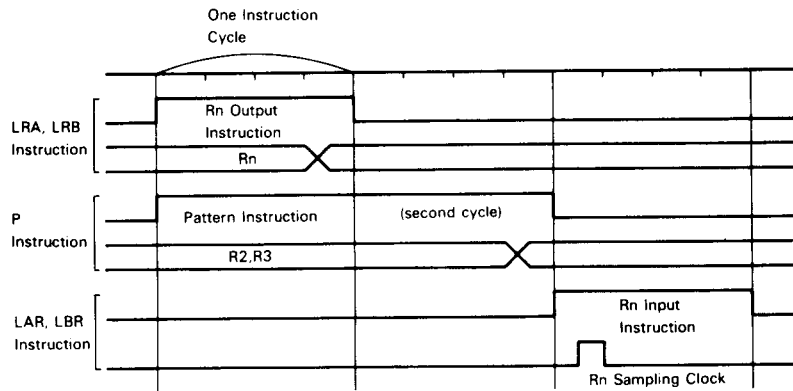 One Instruction
Cycle
LRA, LRB
Instruction
Rn Output
Instruction
Rn
P
Instruction
Pattern Instruction
(second cycle)
R2,R3
LAR, LBR
Instruction
Rn Input
Instruction
Rn Sampling Clock